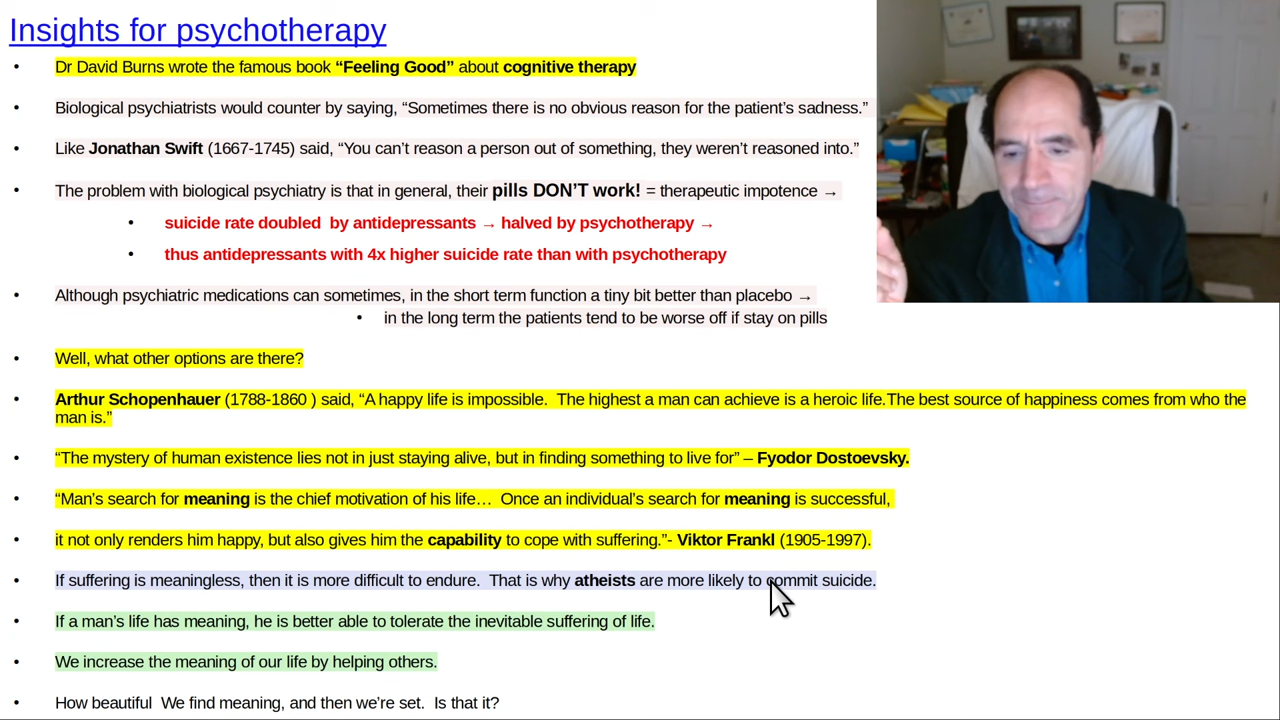 Insights for psychotherapy
• Dr David Burns wrote the famous book “Feeling Good” about cognitive therapy
• Biological psychiatrists would counter by saying, “Sometimes there is no obvious reason for the patient’s sadness.”
• Like Jonathan Swift (1667-1745) said, “You can’t reason a person out of something, they weren’t reasoned into.”
• The problem with biological psychiatry is that in general, their pills DON’T work! = therapeutic impotence →
• suicide rate doubled by antidepressants → halved by psychotherapy →
• thus antidepressants with 4x higher suicide rate than with psychotherapy
• Although psychiatric medications can sometimes, in the short term function a tiny bit better than placebo →
• in the long term the patients tend to be worse off if stay on pills
• Well, what other options are there?
• Arthur Schopenhauer (1788-1860 ) said, “A happy life is impossible. The highest a man can achieve is a heroic life.The best source of happiness comes from who the
man is.”
• “The mystery of human existence lies not in just staying alive, but in finding something to live for” – Fyodor Dostoevsky.
• “Man’s search for meaning is the chief motivation of his life… Once an individual’s search for meaning is successful,
• it not only renders him happy, but also gives him the capability to cope with suffering.”- Viktor Frankl (1905-1997).
• If suffering is meaningless, then it is more difficult to endure. That is why atheists are more likely to commit suicide.
• If a man’s life has meaning, he is better able to tolerate the inevitable suffering of life.
• We increase the meaning of our life by helping others.
• How beautiful We find meaning, and then we’re set. Is that it?